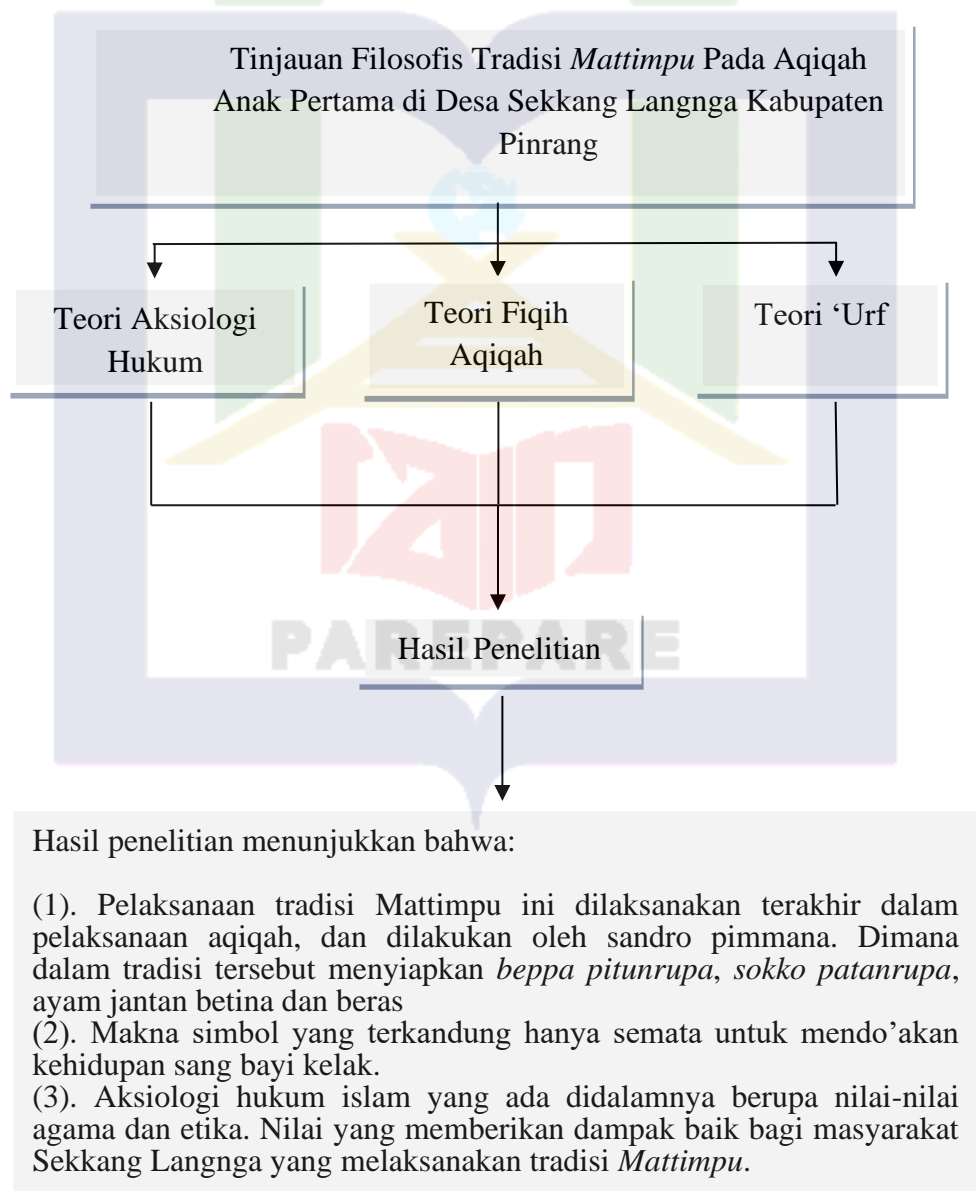 Tinjauan Filosofis Tradisi Mattimpu Pada Aqiqah
Anak Pertama di Desa Sekkang Langnga Kabupaten
Pinrang
Teori Aksiologi
Hukum
Teori Fiqih
Aqiqah
Teori ‘Urf
Hasil Penelitian
PAREPARE
Hasil penelitian menunjukkan bahwa:
(1). Pelaksanaan tradisi Mattimpu ini dilaksanakan terakhir dalam
pelaksanaan aqiqah, dan dilakukan oleh sandro pimmana. Dimana
dalam tradisi tersebut menyiapkan beppa pitunrupa, sokko patanrupa,
ayam jantan betina dan beras
(2). Makna simbol yang terkandung hanya semata untuk mendo’akan
kehidupan sang bayi kelak.
(3). Aksiologi hukum islam yang ada didalamnya berupa nilai-nilai
agama dan etika. Nilai yang memberikan dampak baik bagi masyarakat
Sekkang Langnga yang melaksanakan tradisi Mattimpu.